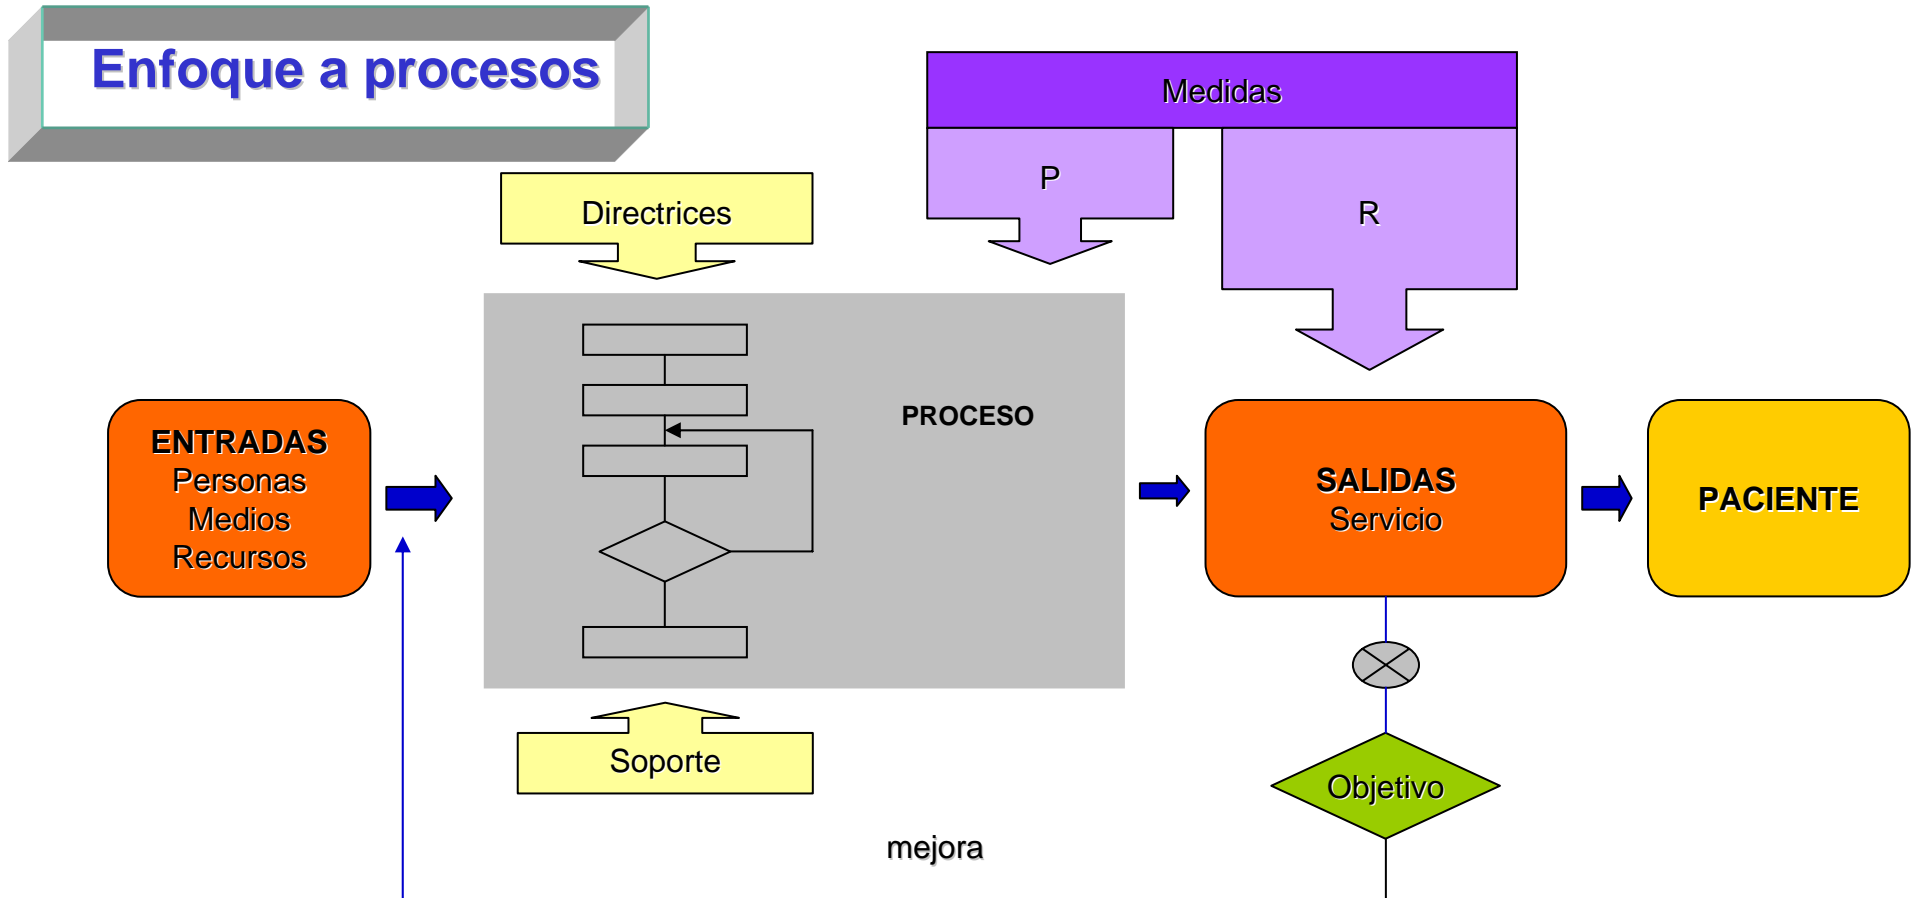 Enfoque a procesos
Medidas
P
R
Directrices
PROCESO
ENTRADAS
Personas
Medios
Recursos
SALIDAS
Servicio
PACIENTE
Soporte
Objetivo
mejora